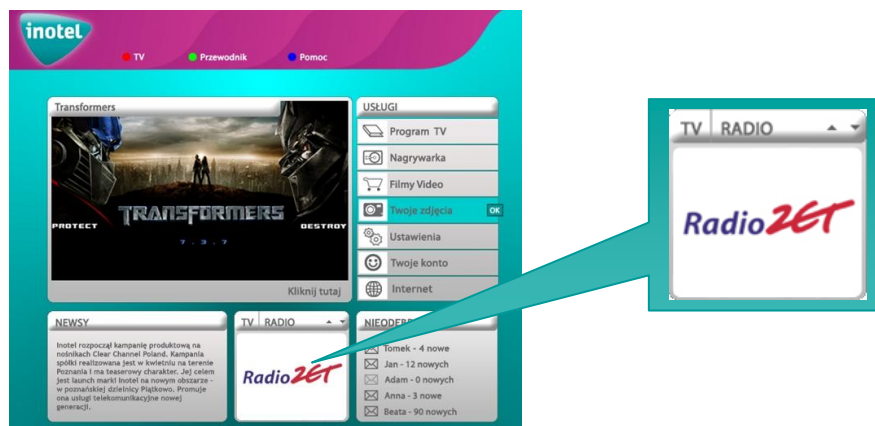 inotel
TV
Przewodnik
Pomoc
Transformers
PROTECT
TRANSFORMERS
DESTROY
7.3.7
Kliknij tutaj
USŁUGI
Program TV
Nagrywarka
Filmy Video
Twoje zdjęcia OK
Ustawienia
Twoje konto
Internet
NEWSY
Inotel rozpoczął kampanię produktową na
nośnikach Clear Channel Poland. Kampania
spółki realizowana jest w kwietniu na terenie
Poznania i ma teaserowy charakter. Jej celem
jest launch marki Inotel na nowym obszarze -
w poznańskiej dzielnicy Piątkowo. Promuje
ona usługi telekomunikacyjne nowej
generacji.
TV RADIO
Radio ZET
Tomek - 4 nowe
Jan - 12 nowych
Adam - 0 nowych
Anna - 3 nowe
Beata - 90 nowych
TV RADIO
Radio ZET